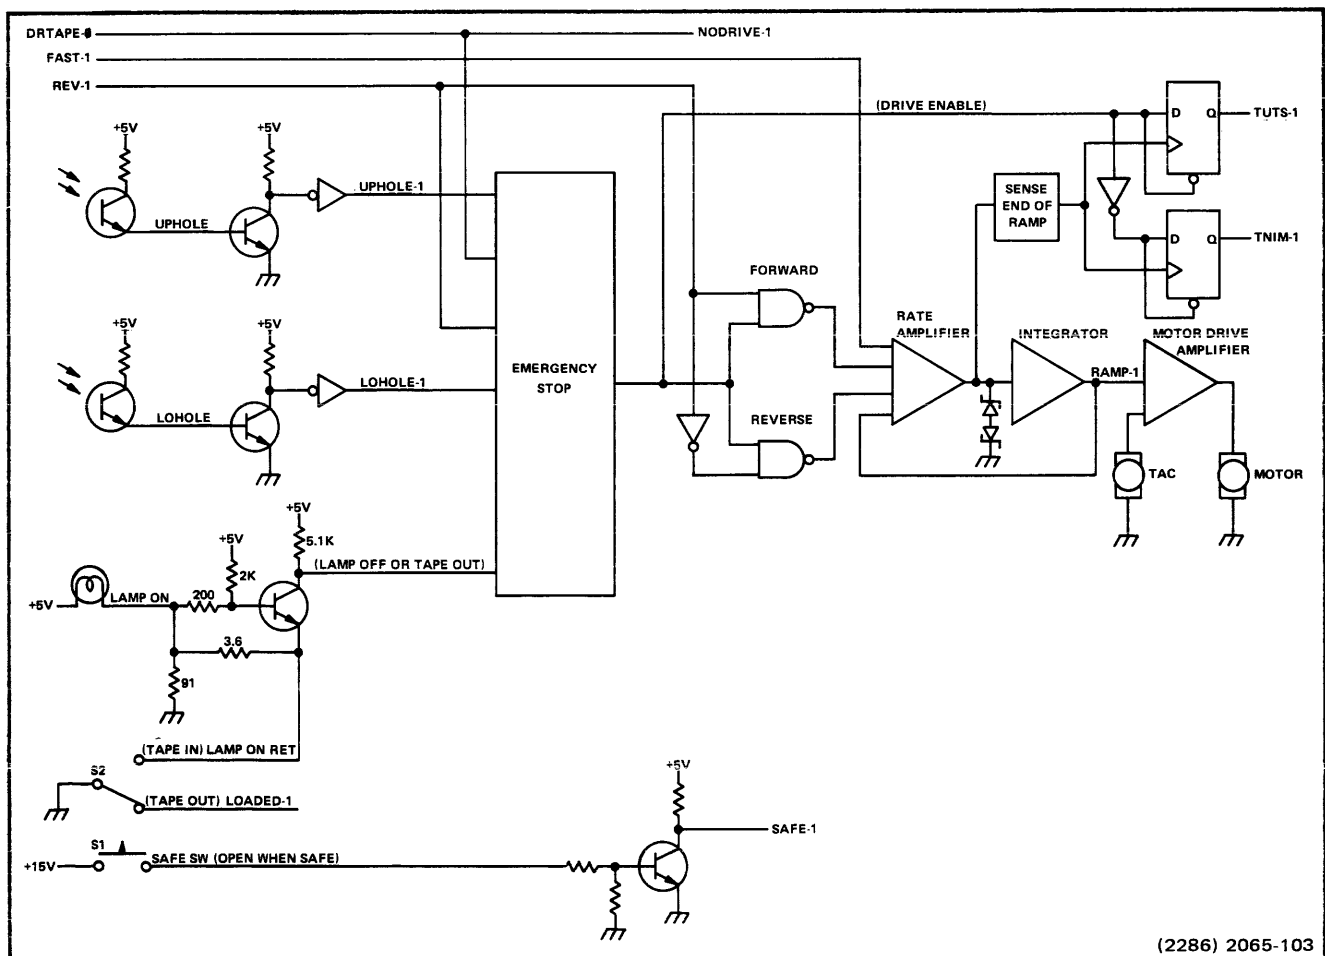 DRTAPE-0
NODRIVE-1
FAST-1
REV-1
(DRIVE ENABLE)
D Q
TUTS-1
+5V
+5V
UPHOLE-1
UPHOLE
SENSE
END OF
RAMP
D Q
TNIM-1
FORWARD
+5V
+5V
RATE
AMPLIFIER
INTEGRATOR
MOTOR DRIVE
AMPLIFIER
EMERGENCY
STOP
LOHOLE-1
LOHOLE
RAMP-1
REVERSE
TAC
MOTOR
+5V
5.1K
+5V
2K
(LAMP OFF OR TAPE OUT)
+5V
LAMP ON
200
3.6
91
(TAPE IN) LAMP ON RET
S2
(TAPE OUT) LOADED-1
+5V
SAFE-1
S1
+15V
SAFE SW (OPEN WHEN SAFE)
(2286) 2065-103